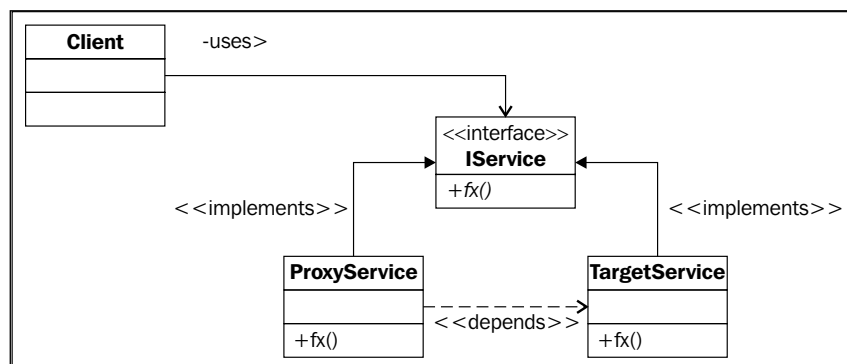 Client
-uses>
<<interface>>
IService
+fx()
<<implements>>
<<implements>>
ProxyService
TargetService
<<depends>>
+fx()
+fx()